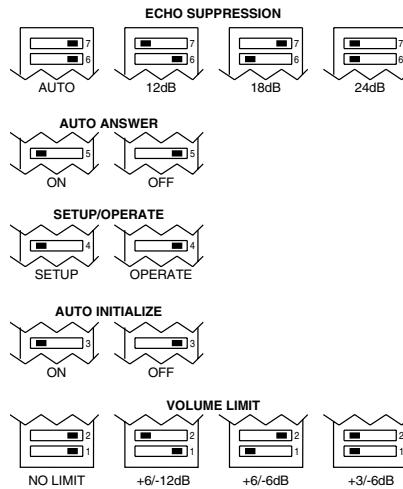 ECHO SUPPRESSION
7 7 7 7
6 6 6 6
AUTO 12dB 18dB 24dB
AUTO ANSWER
5 5
ON OFF
SETUP/OPERATE
4 4
SETUP OPERATE
AUTO INITIALIZE
3 3
ON OFF
VOLUME LIMIT
2 2 2 2
1 1 1 1
NO LIMIT +6/-12dB +6/-6dB +3/-6dB